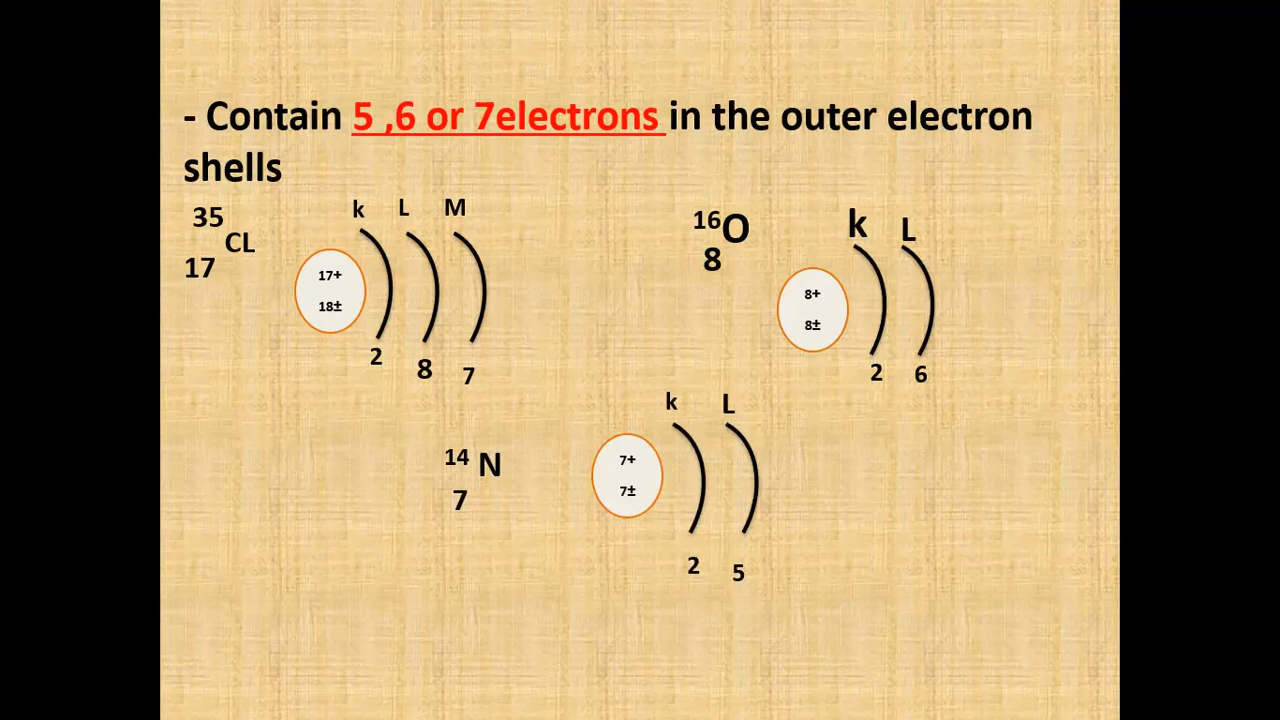 - Contain 5 ,6 or 7electrons in the outer electron
shells
35
CL
17
k L M
17+
18±
2 8 7
16
O
8
k L
8+
8±
2 6
14
N
7
k L
7+
7±
2 5